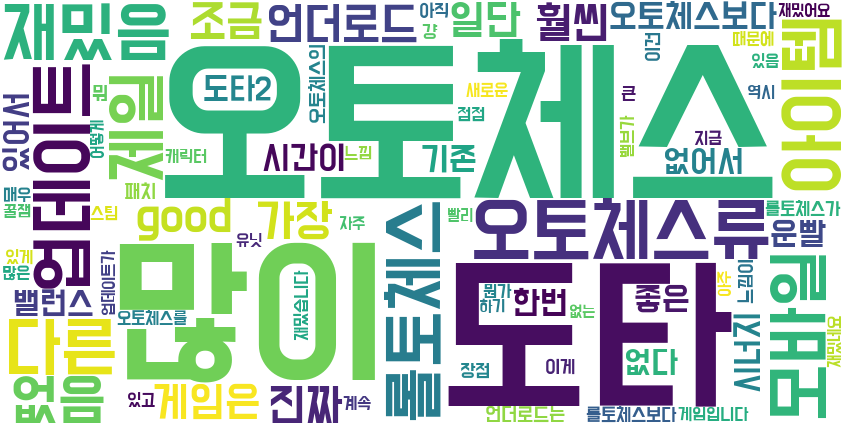 재밌음
조금
언더로드
아직
걍
일단
훨씬
오토체스보다
재밌어요
이건
때문에
있음
템이
아이템
오토체스
도타2
오토체스의
새로운
점점
큰
역시
있어서
업데이트
뭐
어떻게
제일
캐릭터
시간이
느낌
기존
밸브가
지금
없어서
매우
꿀잼
스팀
패치
good
가장
자주
빨리
오토체스류
롤토체스가
운빨
있게
많은
유닛
업데이트가
많이
롤토체스
도타
뭔가
하기
한번
없는
좋은
느낌이
시너지
모바일
밸런스
오토체스를
재밌습니다
다른
장점
이게
없다
재밌네요
없음
있고
게임은
진짜
계속
언더로드는
롤토체스보다
게임입니다